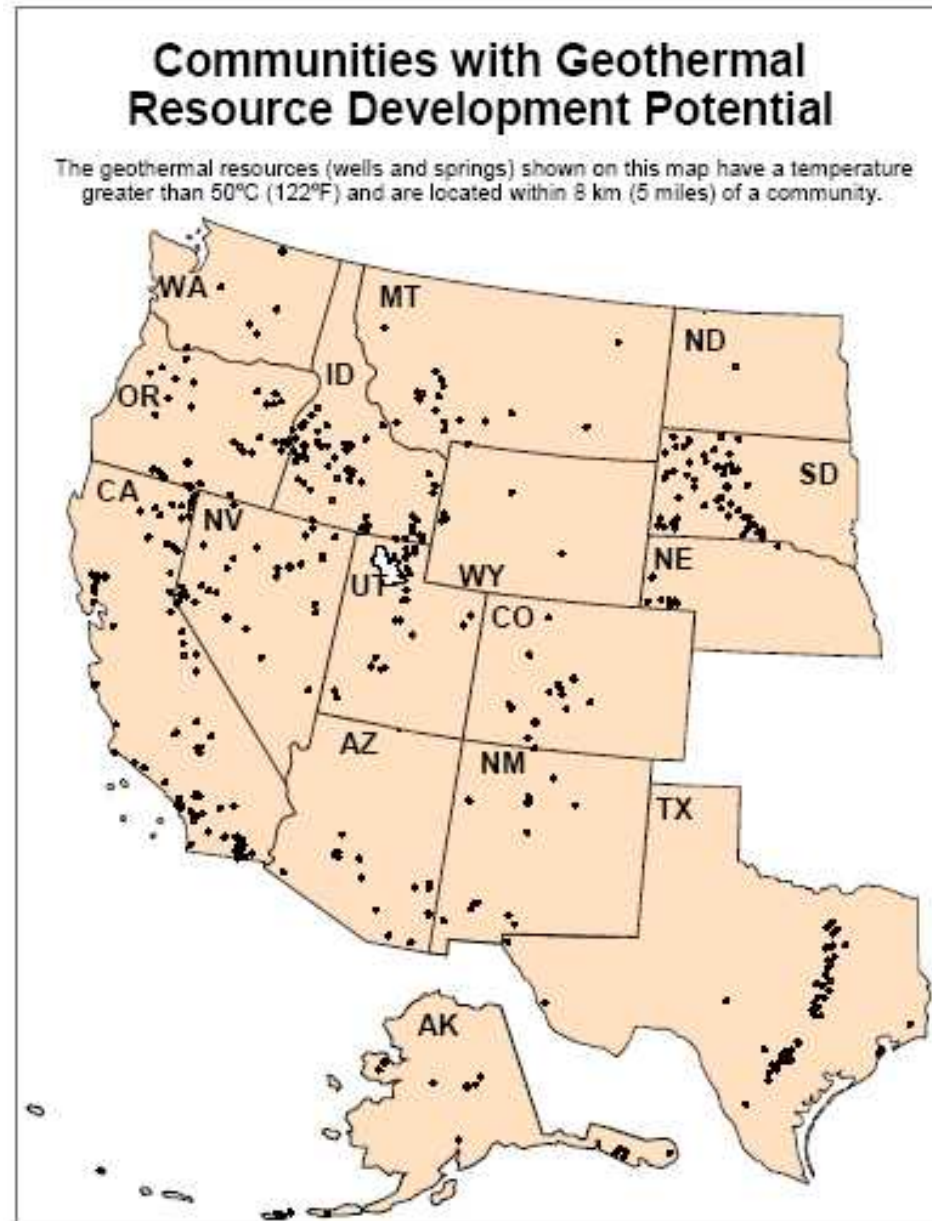 Communities with Geothermal
Resource Development Potential
The geothermal resources (wells and springs) shown on this map have a temperature
greater than 50ºC (122ºF) and are located within 8 km (5 miles) of a community.
WA
MT
ND
ID
OR
SD
CA
NV
NE
UT
WY
CO
AZ
NM
TX
AK